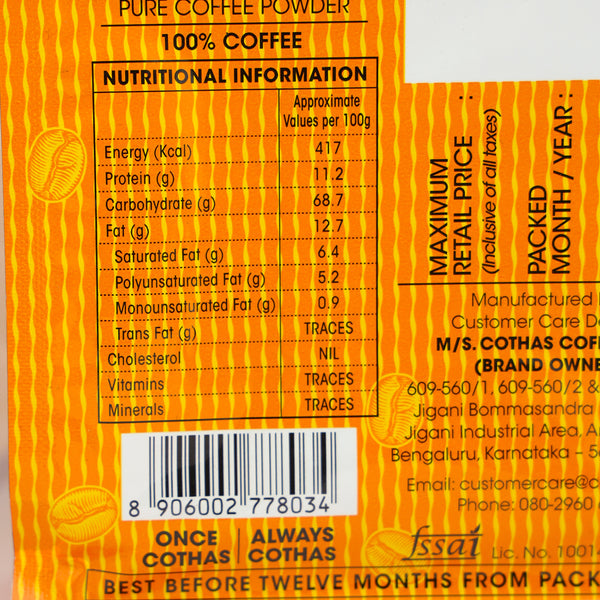 PURE COFFEE POWDER
100% COFFEE
NUTRITIONAL INFORMATION
Approximate
Values per 100g
Energy (Kcal) 417
Protein (g) 11.2
Carbohydrate (g) 68.7
Fat (g) 12.7
Saturated Fat (g) 6.4
Polyunsaturated Fat (g) 5.2
Monounsaturated Fat (g) 0.9
Trans Fat (g) TRACES
Cholesterol NIL
Vitamins TRACES
Minerals TRACES
8 906002 778034
ONCE ALWAYS
COTHAS COTHAS
MAXIMUM :
RETAIL PRICE
(Inclusive of all taxes)
PACKED
MONTH / YEAR :
Manufactured
Customer Care
M/S. COTHAS
(BRAND
609-560/1, 609-560/2 &
Jigani Bommasandra
Jigani Industrial Area,
Bengaluru, Karnataka –
Email: customercare@
Phone: 080-2960
fssai Lic. No. 10014
BEST BEFORE TWELVE MONTHS FROM